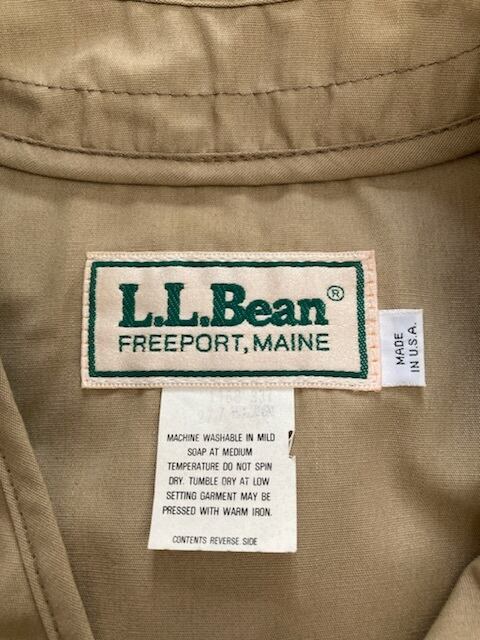 L.L.Bean®
FREEPORT, MAINE
MADE
IN U.S.A.
MACHINE WASHABLE IN MILD
SOAP AT MEDIUM
TEMPERATURE DO NOT SPIN
DRY. TUMBLE DRY AT LOW
SETTING GARMENT MAY BE
PRESSED WITH WARM IRON.
CONTENTS REVERSE SIDE